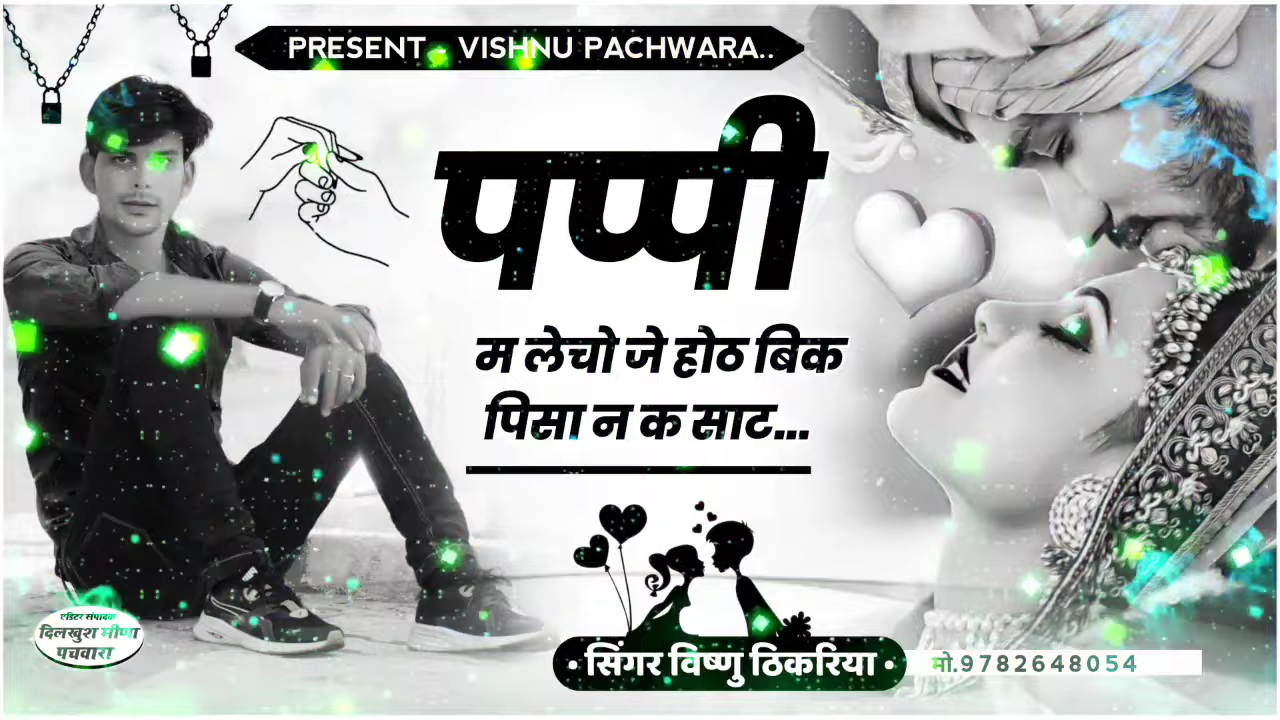 PRESENT - VISHNU PACHWARA..
पप्पी
म लेचो जे होठ बिक
पिसा न क साट...
एडिटर संपादक
दिलखुश मीणा
पचवारा
• सिंगर विष्णु ठिकरिया •
मो.9782648054